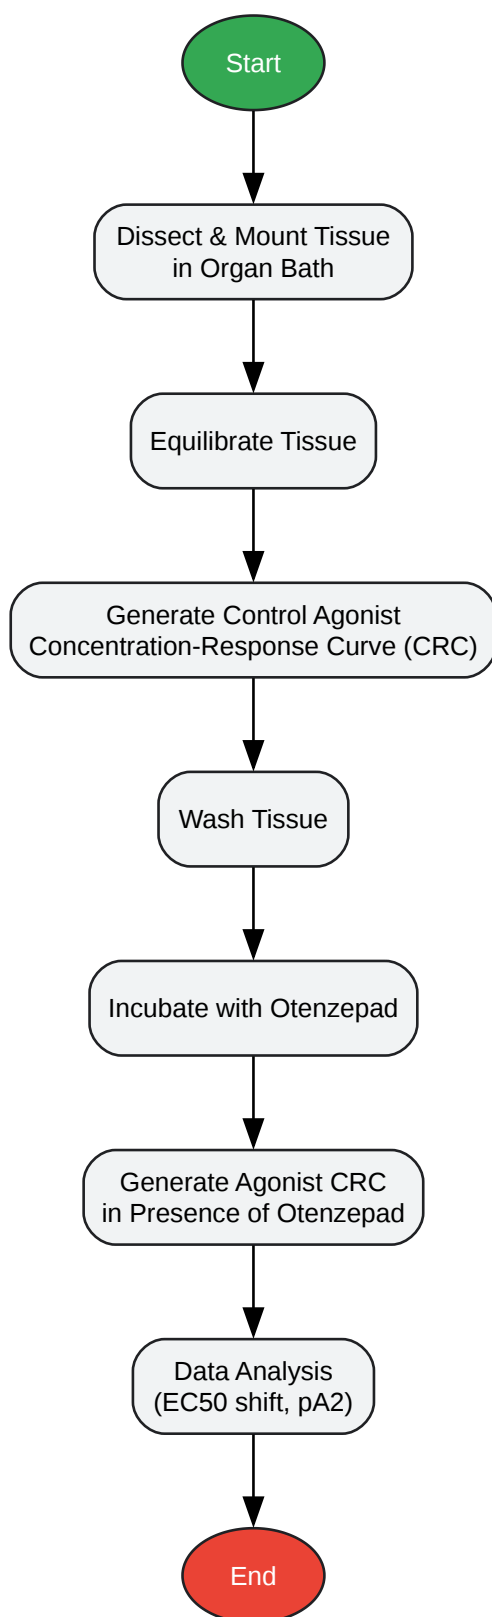 Start
Dissect & Mount Tissue
in Organ Bath
Equilibrate Tissue
Generate Control Agonist
Concentration-Response Curve (CRC)
Wash Tissue
Incubate with Otenzepad
Generate Agonist CRC
in Presence of Otenzepad
Data Analysis
(EC50 shift, pA2)
End